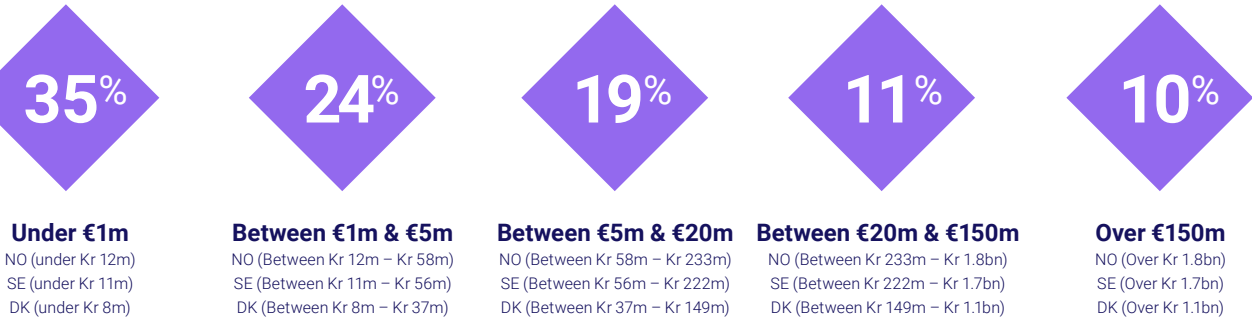 35%
24%
19%
11%
10%
Under €1m
NO (under Kr 12m)
SE (under Kr 11m)
DK (under Kr 8m)
Between €1m & €5m
NO (Between Kr 12m – Kr 58m)
SE (Between Kr 11m – Kr 56m)
DK (Between Kr 8m – Kr 37m)
Between €5m & €20m
NO (Between Kr 58m – Kr 233m)
SE (Between Kr 56m – Kr 222m)
DK (Between Kr 37m – Kr 149m)
Between €20m & €150m
NO (Between Kr 233m – Kr 1.8bn)
SE (Between Kr 222m – Kr 1.7bn)
DK (Between Kr 149m – Kr 1.1bn)
Over €150m
NO (Over Kr 1.8bn)
SE (Over Kr 1.7bn)
DK (Over Kr 1.1bn)